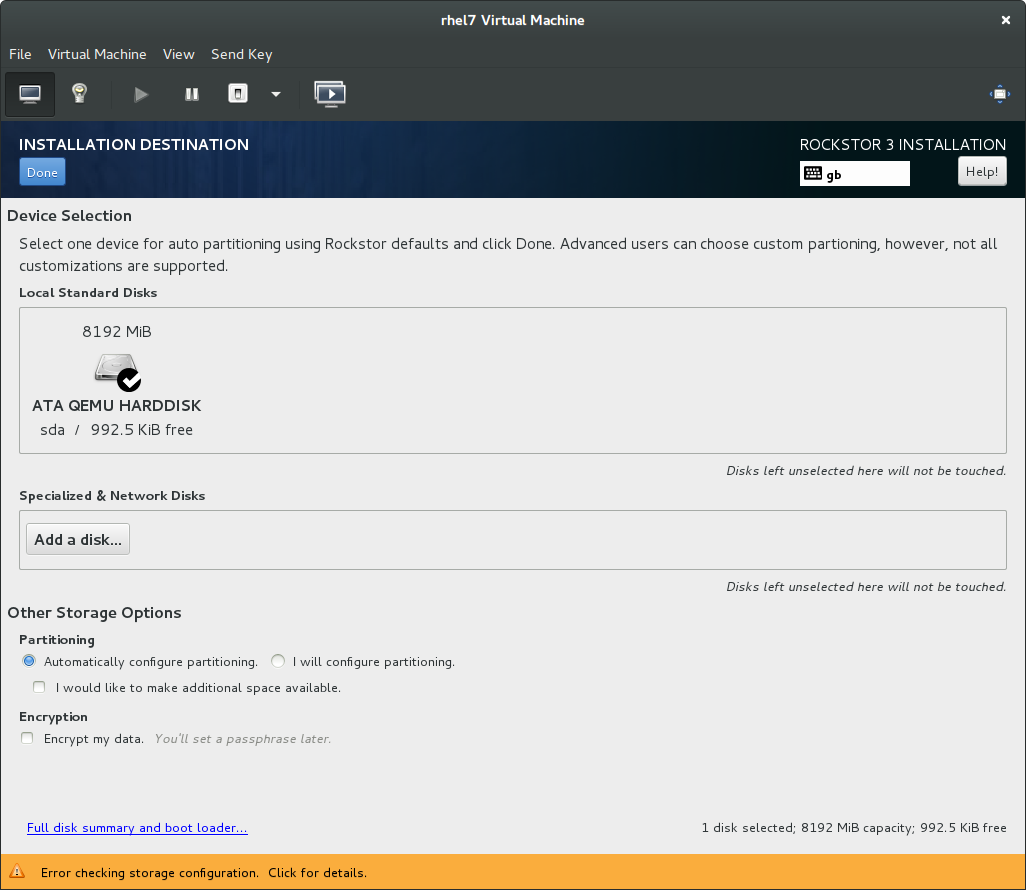 rhel7 Virtual Machine
File Virtual Machine View Send Key
INSTALLATION DESTINATION
ROCKSTOR 3 INSTALLATION
Done
gb
Help!
Device Selection
Select one device for auto partitioning using Rockstor defaults and click Done. Advanced users can choose custom partioning, however, not all
customizations are supported.
Local Standard Disks
8192 MiB
ATA QEMU HARDDISK
sda / 992.5 KiB free
Disks left unselected here will not be touched.
Specialized & Network Disks
Add a disk...
Disks left unselected here will not be touched.
Other Storage Options
Partitioning
Automatically configure partitioning. I will configure partitioning.
I would like to make additional space available.
Encryption
Encrypt my data. You'll set a passphrase later.
Full disk summary and boot loader...
1 disk selected; 8192 MiB capacity; 992.5 KiB free
Error checking storage configuration. Click for details.